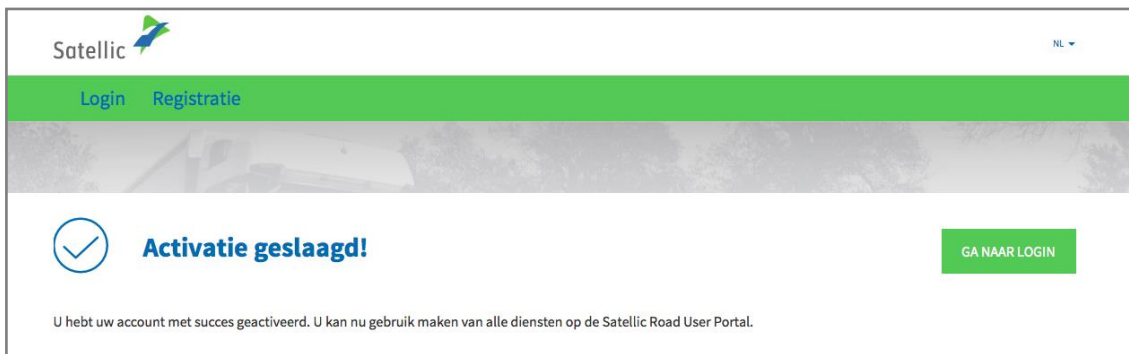 Satellic
NL
Login Registratie
Activatie geslaagd!
GA NAAR LOGIN
U hebt uw account met succes geactiveerd. U kan nu gebruik maken van alle diensten op de Satellic Road User Portal.